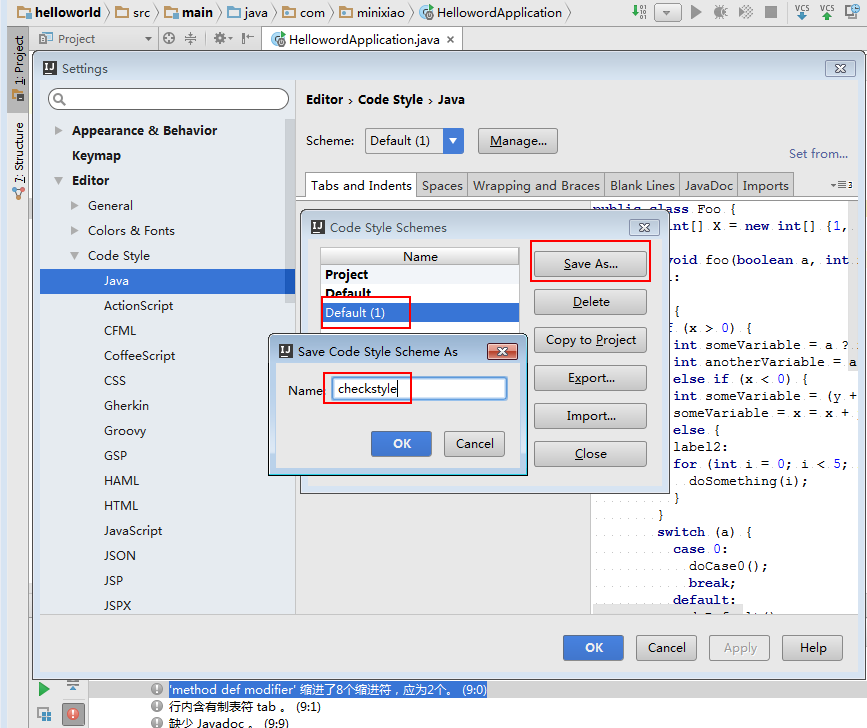 helloworld src main java com minixiao HellowordApplication
Project HellowordApplication.java
1: Project
7: Structure
Settings
Appearance & Behavior
Keymap
Editor
General
Colors & Fonts
Code Style
Java
ActionScript
CFML
CoffeeScript
CSS
Gherkin
Groovy
GSP
HAML
HTML
JavaScript
JSON
JSP
JSPX
Editor › Code Style › Java
Scheme: Default (1) Manage...
Set from...
Tabs and Indents Spaces Wrapping and Braces Blank Lines JavaDoc Imports
Code Style Schemes
Name
Project
Default
Default (1)
Save As...
Delete
Copy to Project
Export...
Import...
Close
Save Code Style Scheme As
Name checkstyle
OK Cancel
public class Foo {
int[] X = new int[] {1,
void foo(boolean a, int
:
{
(x > 0) {
int someVariable = a ?
int anotherVariable = a
else if (x < 0) {
int someVariable = (y +
someVariable = x = x +
else {
label2:
for (int i = 0; i < 5;
doSomething(i);
}
}
switch (a) {
case 0:
doCase0();
break;
default:
OK Cancel Apply Help
'method def modifier' 缩进了8个缩进符，应为2个。 (9:0)
行内含有制表符 tab 。 (9:1)
缺少 Javadoc 。 (9:9)